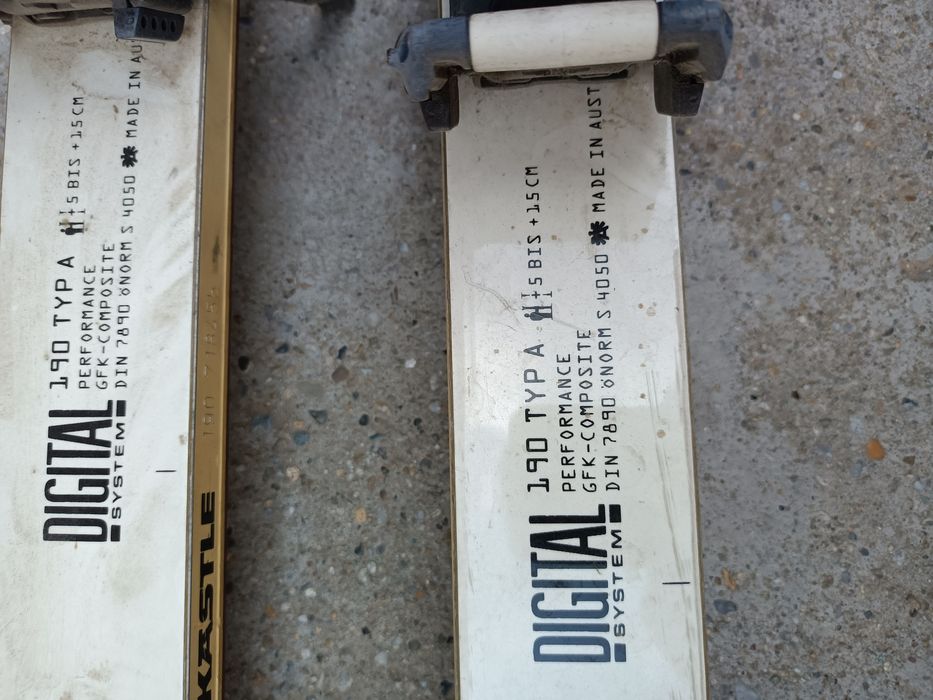 DIGITAL
SYSTEM
190 TYP A +5 BIS +15CM
PERFORMANCE
GFK-COMPOSITE
DIN 7890 ÖNORM S 4050 MADE IN AU
KÄSTLE
DIGITAL
SYSTEM
190 TYP A +5 BIS +15CM
PERFORMANCE
GFK-COMPOSITE
DIN 7890 ÖNORM S 4050 MADE IN AUST